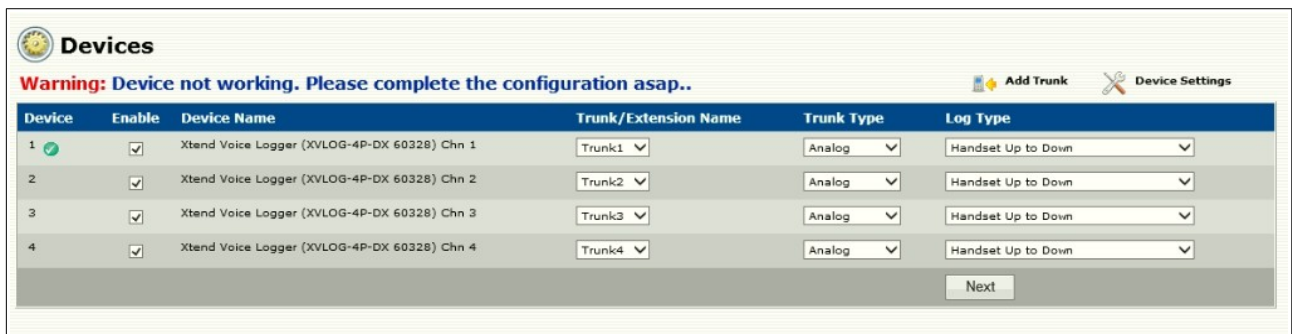 Devices
Warning: Device not working. Please complete the configuration asap..
Add Trunk
Device Settings
Device Enable Device Name Trunk/Extension Name Trunk Type Log Type
1 Xtend Voice Logger (XVLOG-4P-DX 60328) Chn 1 Trunk1 Analog Handset Up to Down
2 Xtend Voice Logger (XVLOG-4P-DX 60328) Chn 2 Trunk2 Analog Handset Up to Down
3 Xtend Voice Logger (XVLOG-4P-DX 60328) Chn 3 Trunk3 Analog Handset Up to Down
4 Xtend Voice Logger (XVLOG-4P-DX 60328) Chn 4 Trunk4 Analog Handset Up to Down
Next